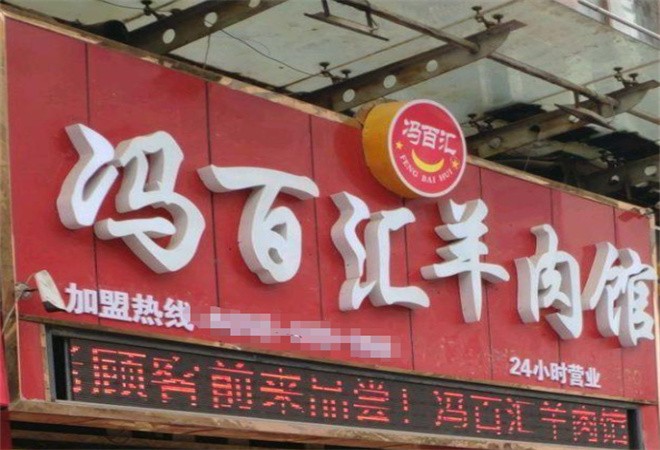 冯百汇
FENG BAI HUI
冯百汇羊肉馆
加盟热线
24小时营业
顾客前来品尝！冯百汇羊肉馆